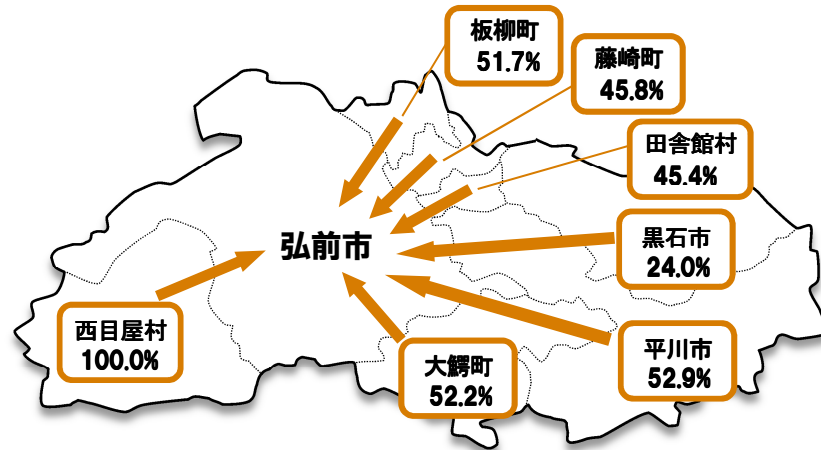 板柳町
51.7%
藤崎町
45.8%
田舎館村
45.4%
弘前市
黒石市
24.0%
西目屋村
100.0%
大鰐町
52.2%
平川市
52.9%